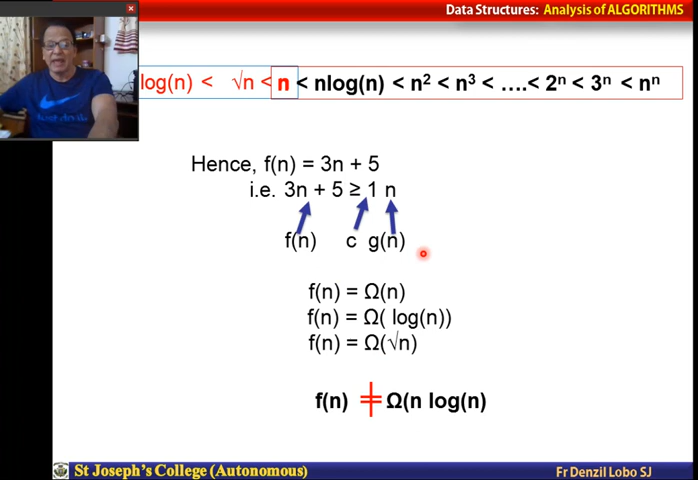 Data Structures: Analysis of ALGORITHMS
log(n) < √n < n < nlog(n) < n² < n³ < ….< 2ⁿ < 3ⁿ < nⁿ
Hence, f(n) = 3n + 5
i.e. 3n + 5 ≥ 1 n
f(n) c g(n)
f(n) = Ω(n)
f(n) = Ω( log(n))
f(n) = Ω(√n)
f(n) ≠ Ω(n log(n)
St Joseph's College (Autonomous)
Fr Denzil Lobo SJ